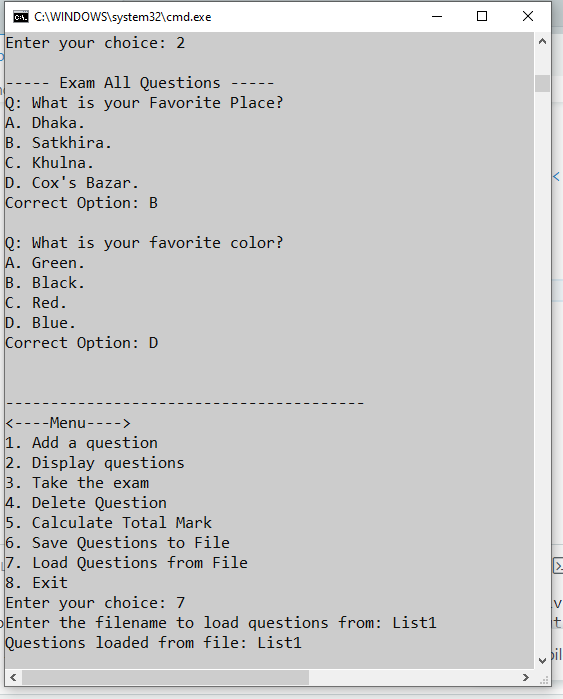 C:\WINDOWS\system32\cmd.exe
Enter your choice: 2
----- Exam All Questions -----
Q: What is your Favorite Place?
A. Dhaka.
B. Satkhira.
C. Khulna.
D. Cox's Bazar.
Correct Option: B
Q: What is your favorite color?
A. Green.
B. Black.
C. Red.
D. Blue.
Correct Option: D
----------------------------------------
<----Menu---->
1. Add a question
2. Display questions
3. Take the exam
4. Delete Question
5. Calculate Total Mark
6. Save Questions to File
7. Load Questions from File
8. Exit
Enter your choice: 7
Enter the filename to load questions from: List1
Questions loaded from file: List1